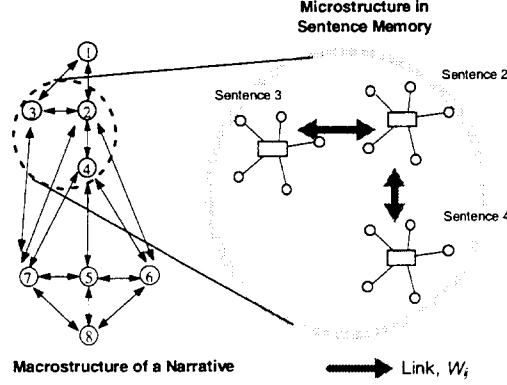 Microstructure in
Sentence Memory
1
Sentence 2
3
2
Sentence 3
4
Sentence 4
7
5
6
8
Macrostructure of a Narrative
Link, Wij